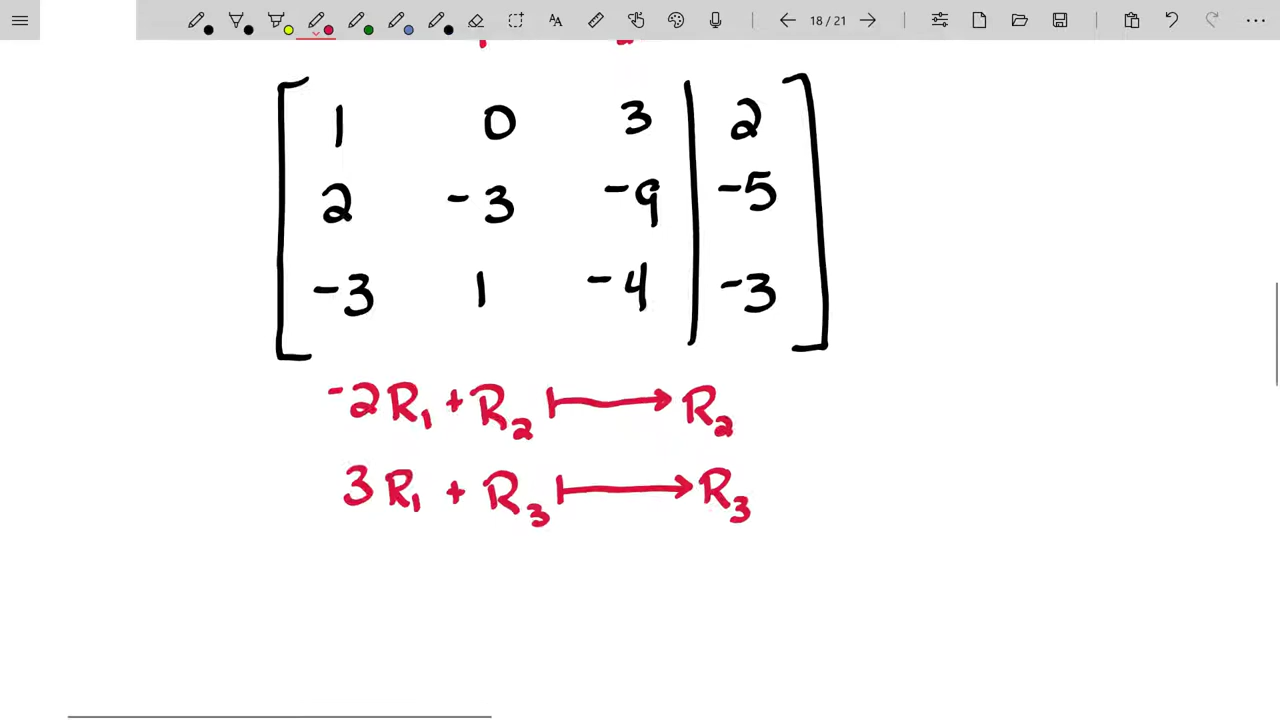 18 / 21
1 0 3 | 2
2 -3 -9 | -5
-3 1 -4 | -3
-2R₁ + R₂ ↦ R₂
3R₁ + R₃ ↦ R₃